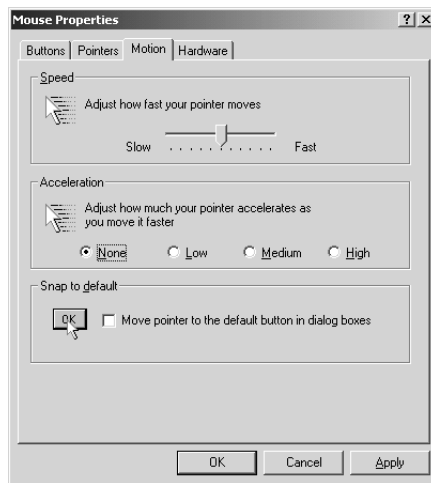 Mouse Properties
Buttons Pointers Motion Hardware
Speed
Adjust how fast your pointer moves
Slow Fast
Acceleration
Adjust how much your pointer accelerates as
you move it faster
None Low Medium High
Snap to default
OK Move pointer to the default button in dialog boxes
OK Cancel Apply